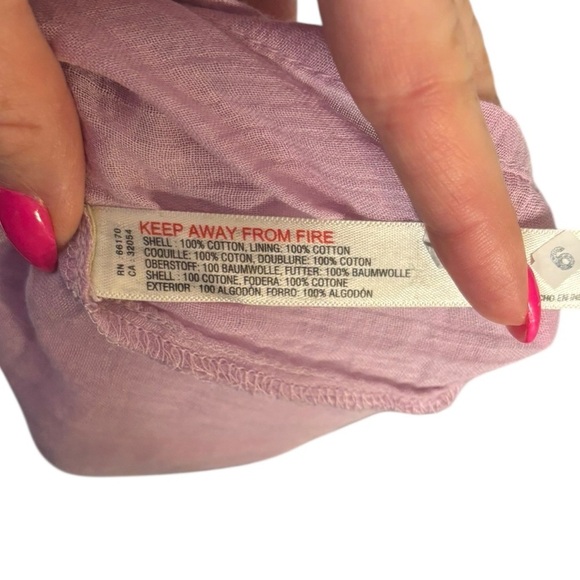 RN 66170
CA 32054
KEEP AWAY FROM FIRE
SHELL : 100% COTTON, LINING: 100% COTTON
COQUILLE: 100% COTON, DOUBLURE: 100% COTON
OBERSTOFF: 100 BAUMWOLLE, FUTTER: 100% BAUMWOLLE
SHELL : 100 COTONE, FODERA: 100% COTONE
EXTERIOR : 100 ALGODÓN, FORRO: 100% ALGODÓN